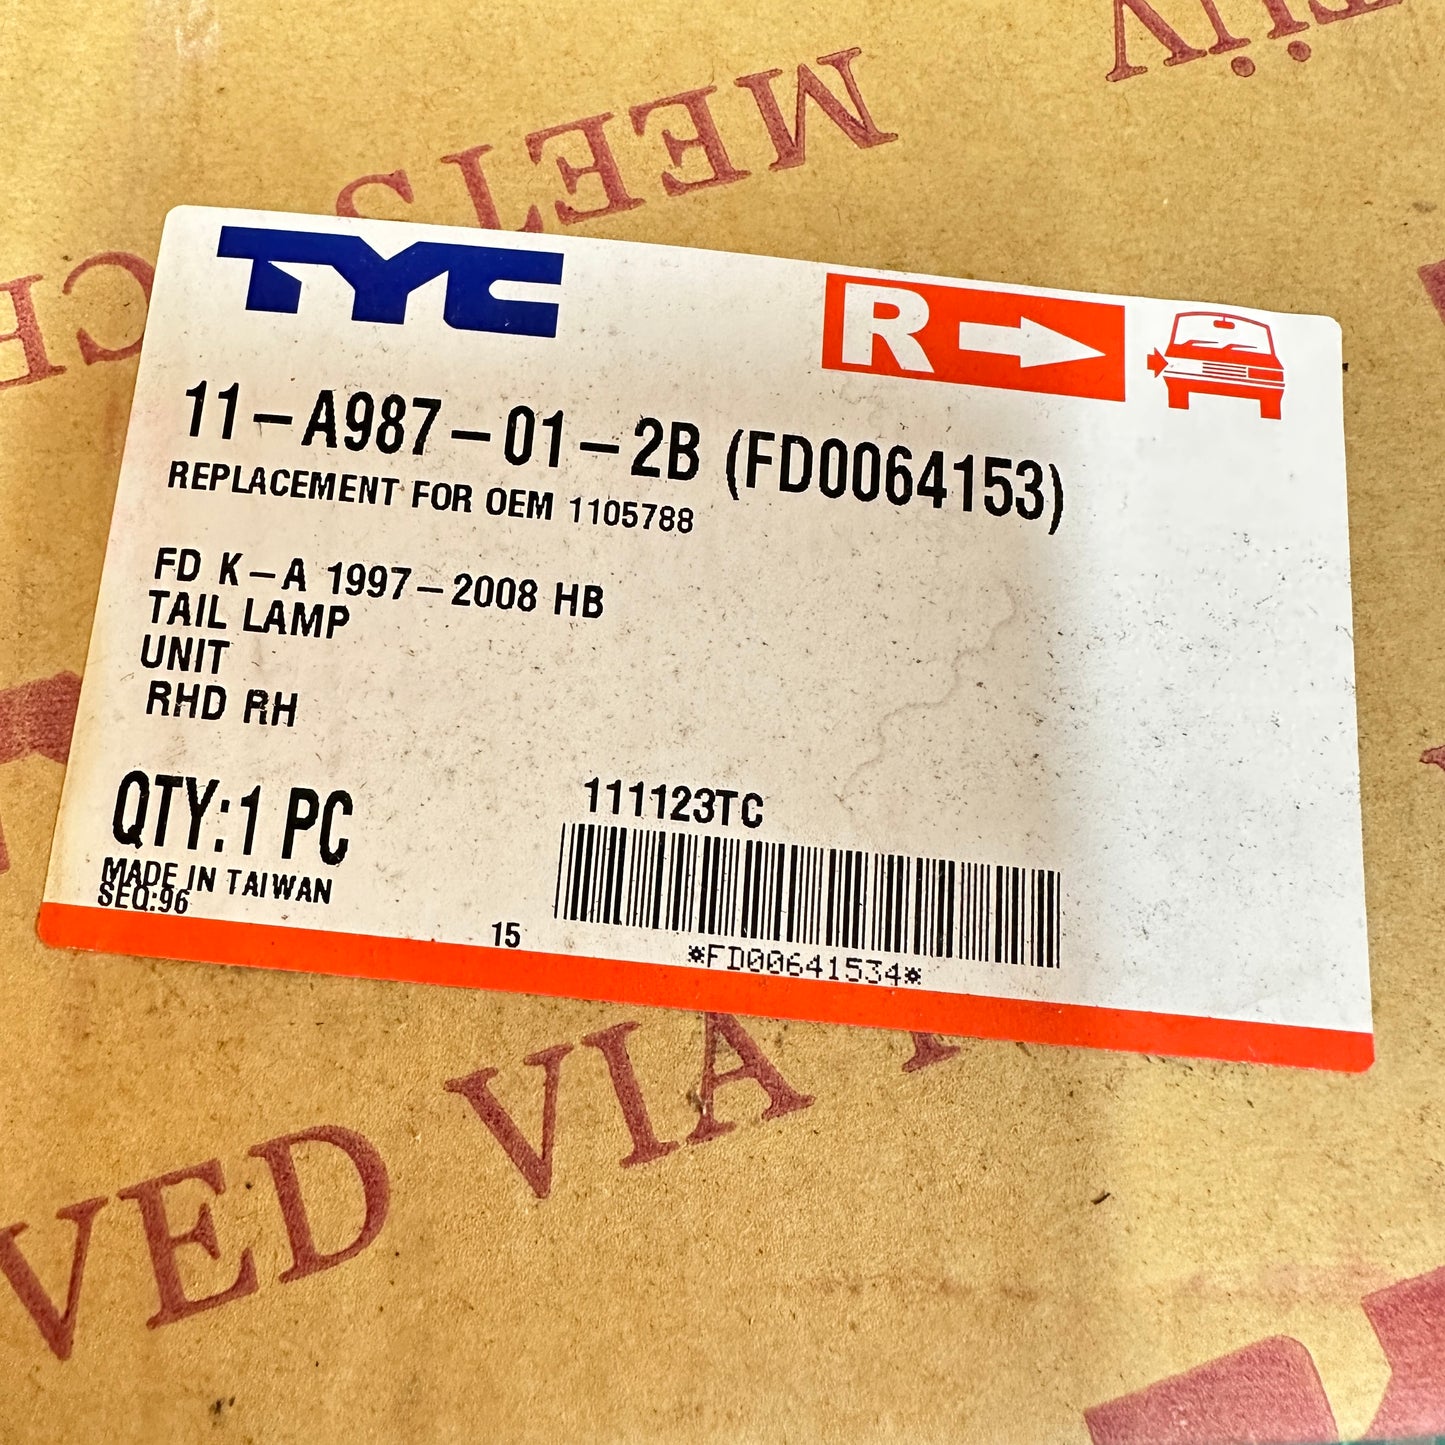 TÜV
MEETS
TYC
R
11-A987-01-2B (FD0064153)
REPLACEMENT FOR OEM 1105788
FD K-A 1997-2008 HB
TAIL LAMP
UNIT
RHD RH
QTY:1 PC
111123TC
MADE IN TAIWAN
SEQ:96
15
*FD00641534*
VED VIA